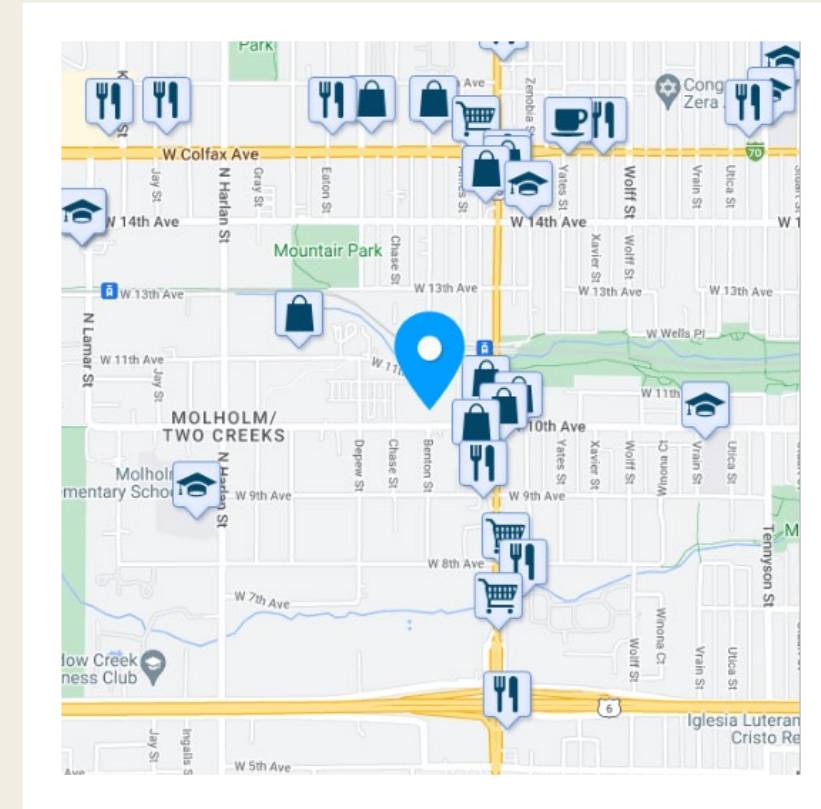 Park
Ave
Zenobia St
Cong
Zera
W Colfax Ave
70
Jay St
N Harlan St
Gray St
Eaton St
Yates St
Wolff St
Vrain St
Utica St
N 14th Ave
W 14th Ave
W 1
Mountair Park
Chase St
Xavier St
Wolff St
W 13th Ave
W 13th Ave
W 13th Ave
W 13th Ave
N Lamar St
W Wells Pl
W 11th Ave
W 11th
W 11th
Jay St
MOLHOLM/
TWO CREEKS
10th Ave
Depew St
Chase St
Benton St
Yates St
Xavier St
Wolff St
Winona Ct
Vrain St
Utica St
Molhol
ementary Schoo
N Harlan St
W 9th Ave
W 9th Ave
W 8th Ave
Tennyson St
M
W 7th Ave
Wolff St
Winona Ct
Vrain St
Utica St
low Creek
ness Club
6
Iglesia Luteran
Cristo Re
Jay St
Ingalls S
Ave
W 5th Ave